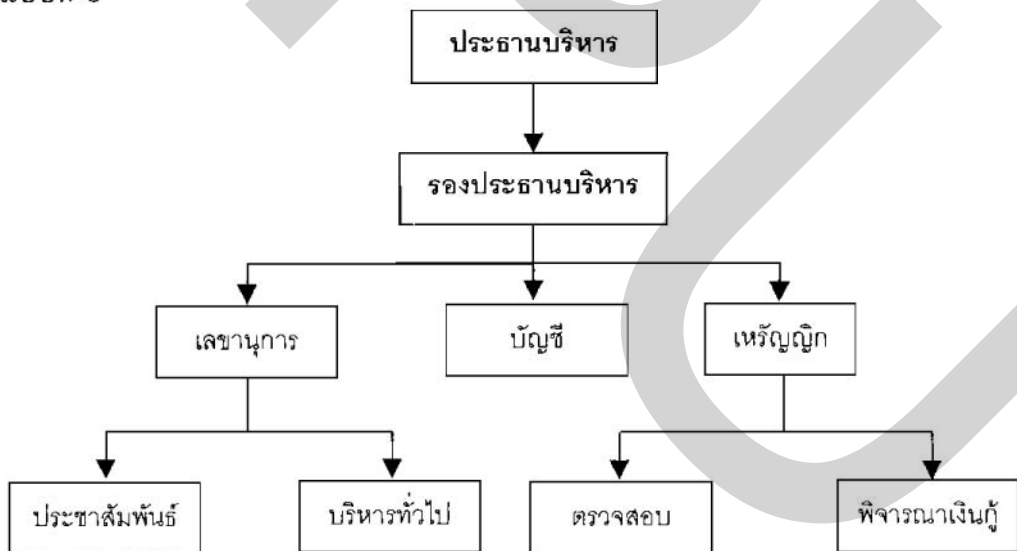 ประธานบริหาร
รองประธานบริหาร
เลขานุการ
บัญชี
เหรัญญิก
ประชาสัมพันธ์
บริหารทั่วไป
ตรวจสอบ
พิจารณาเงินกู้